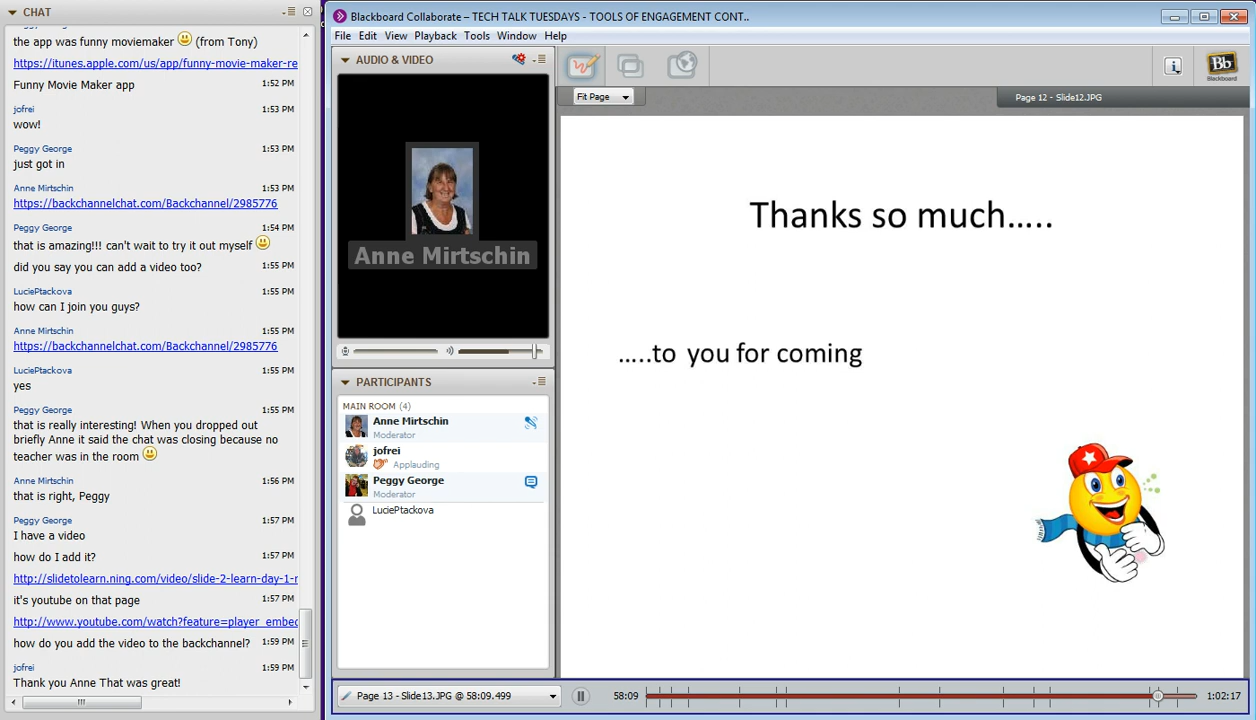 CHAT
Peggy George
the app was funny moviemaker (from Tony)
https://itunes.apple.com/us/app/funny-movie-maker-re
Funny Movie Maker app 1:52 PM
jofrei 1:53 PM
wow!
Peggy George 1:53 PM
just got in
Anne Mirtschin 1:53 PM
https://backchannelchat.com/Backchannel/2985776
Peggy George 1:54 PM
that is amazing!!! can't wait to try it out myself
did you say you can add a video too? 1:55 PM
LuciePtackova 1:55 PM
how can I join you guys?
Anne Mirtschin 1:55 PM
https://backchannelchat.com/Backchannel/2985776
LuciePtackova 1:55 PM
yes
Peggy George 1:55 PM
that is really interesting! When you dropped out
briefly Anne it said the chat was closing because no
teacher was in the room
Anne Mirtschin 1:56 PM
that is right, Peggy
Peggy George 1:57 PM
I have a video
how do I add it? 1:57 PM
http://slidetolearn.ning.com/video/slide-2-learn-day-1-r
it's youtube on that page 1:57 PM
http://www.youtube.com/watch?feature=player_embec
how do you add the video to the backchannel? 1:59 PM
jofrei 1:59 PM
Thank you Anne That was great!
Blackboard Collaborate – TECH TALK TUESDAYS - TOOLS OF ENGAGEMENT CONT..
File Edit View Playback Tools Window Help
AUDIO & VIDEO
Anne Mirtschin
PARTICIPANTS
MAIN ROOM (4)
Anne Mirtschin
Moderator
jofrei
Applauding
Peggy George
Moderator
LuciePtackova
Bb
Blackboard
Fit Page
Page 12 - Slide12.JPG
Thanks so much…..
…..to you for coming
Page 13 - Slide13.JPG @ 58:09.499
58:09
1:02:17